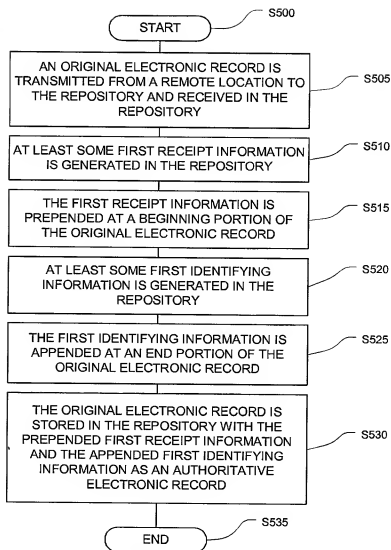 START
S500
AN ORIGINAL ELECTRONIC RECORD IS
TRANSMITTED FROM A REMOTE LOCATION TO
THE REPOSITORY AND RECEIVED IN THE
REPOSITORY
S505
AT LEAST SOME FIRST RECEIPT INFORMATION
IS GENERATED IN THE REPOSITORY
S510
THE FIRST RECEIPT INFORMATION IS
PREPENDED AT A BEGINNING PORTION OF
THE ORIGINAL ELECTRONIC RECORD
S515
AT LEAST SOME FIRST IDENTIFYING
INFORMATION IS GENERATED IN THE
REPOSITORY
S520
THE FIRST IDENTIFYING INFORMATION IS
APPENDED AT AN END PORTION OF THE
ORIGINAL ELECTRONIC RECORD
S525
THE ORIGINAL ELECTRONIC RECORD IS
STORED IN THE REPOSITORY WITH THE
PREPENDED FIRST RECEIPT INFORMATION
AND THE APPENDED FIRST IDENTIFYING
INFORMATION AS AN AUTHORITATIVE
ELECTRONIC RECORD
S530
END
S535